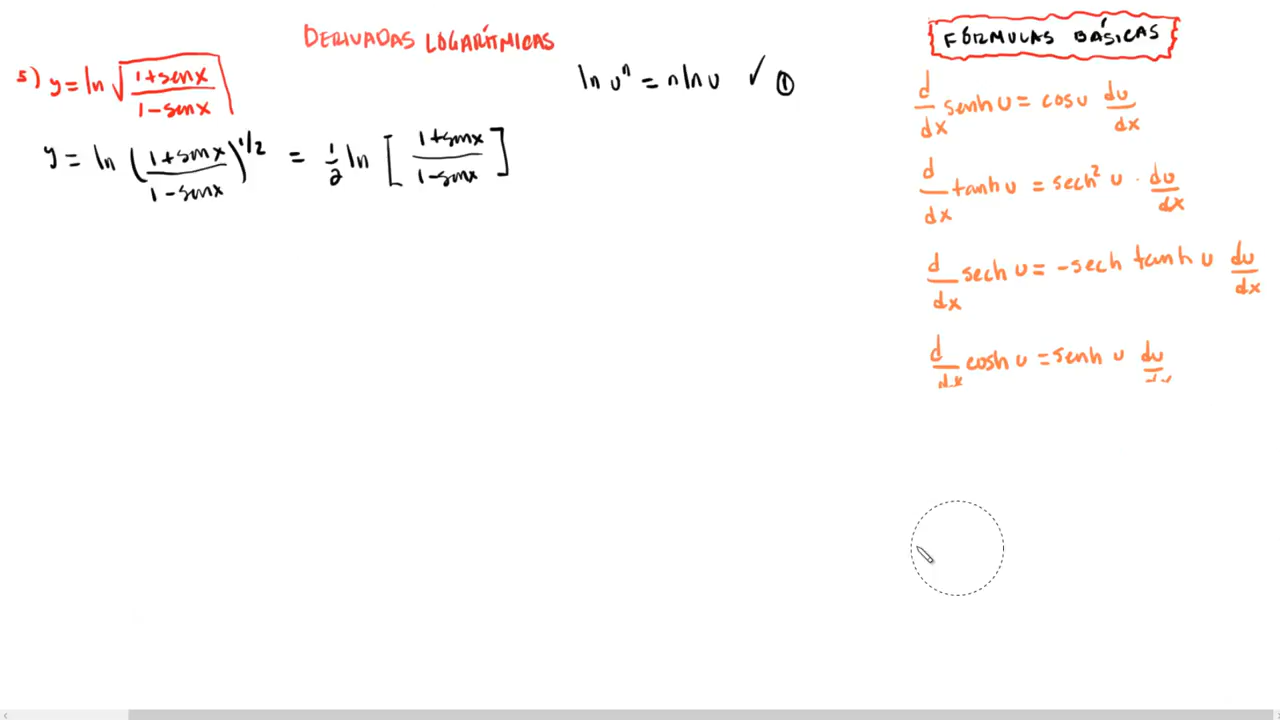 DERIVADAS LOGARÍTMICAS
5) y = ln √((1+senx)/(1-senx))
ln uⁿ = n ln u ✓ ①
y = ln ((1+senx)/(1-senx))^1/2 = 1/2 ln [(1+senx)/(1-senx)]
FÓRMULAS BÁSICAS
d/dx senh u = cosu du/dx
d/dx tanh u = sech² u · du/dx
d/dx sech u = -sech tanh u du/dx
d/dx cosh u = senh u du/dx